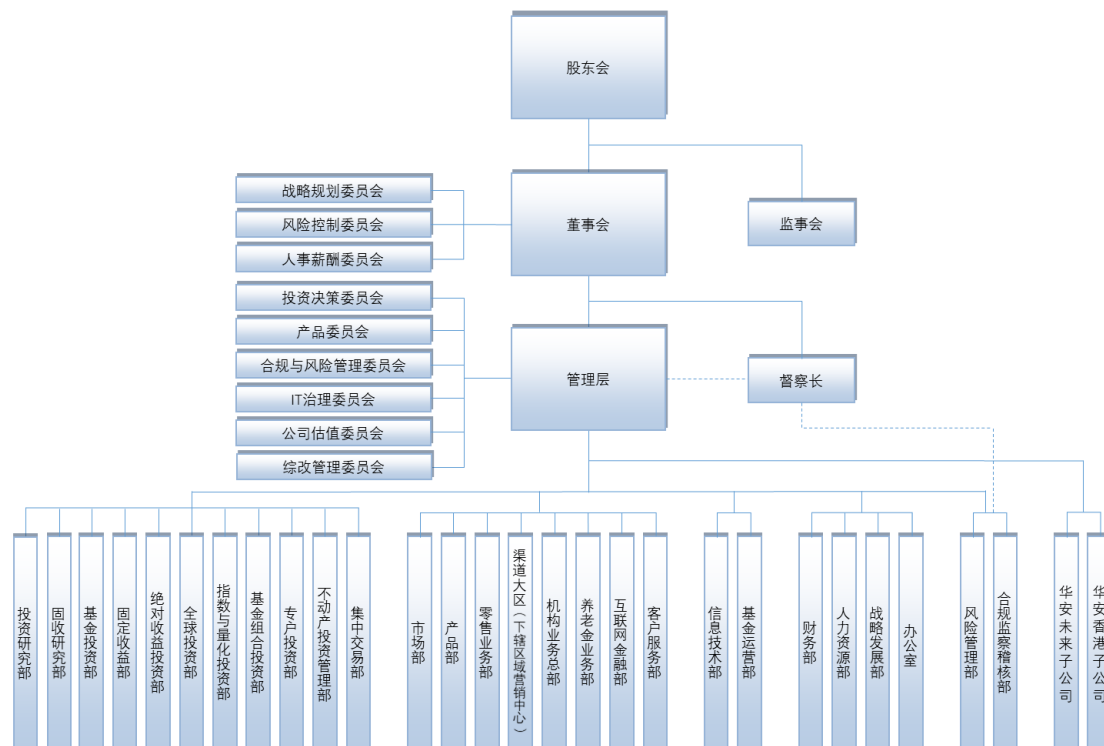 股东会
董事会
监事会
战略规划委员会
风险控制委员会
人事薪酬委员会
投资决策委员会
产品委员会
合规与风险管理委员会
IT治理委员会
公司估值委员会
综改管理委员会
管理层
督察长
投资研究部
固收研究部
基金投资部
固定收益部
绝对收益投资部
全球投资部
指数与量化投资部
基金组合投资部
专户投资部
不动产投资管理部
集中交易部
市场部
产品部
零售业务部
渠道大区（下辖区域营销中心）
机构业务总部
养老金业务部
互联网金融部
客户服务部
信息技术部
基金运营部
财务部
人力资源部
战略发展部
办公室
风险管理部
合规监察稽核部
华安未来子公司
华安香港子公司